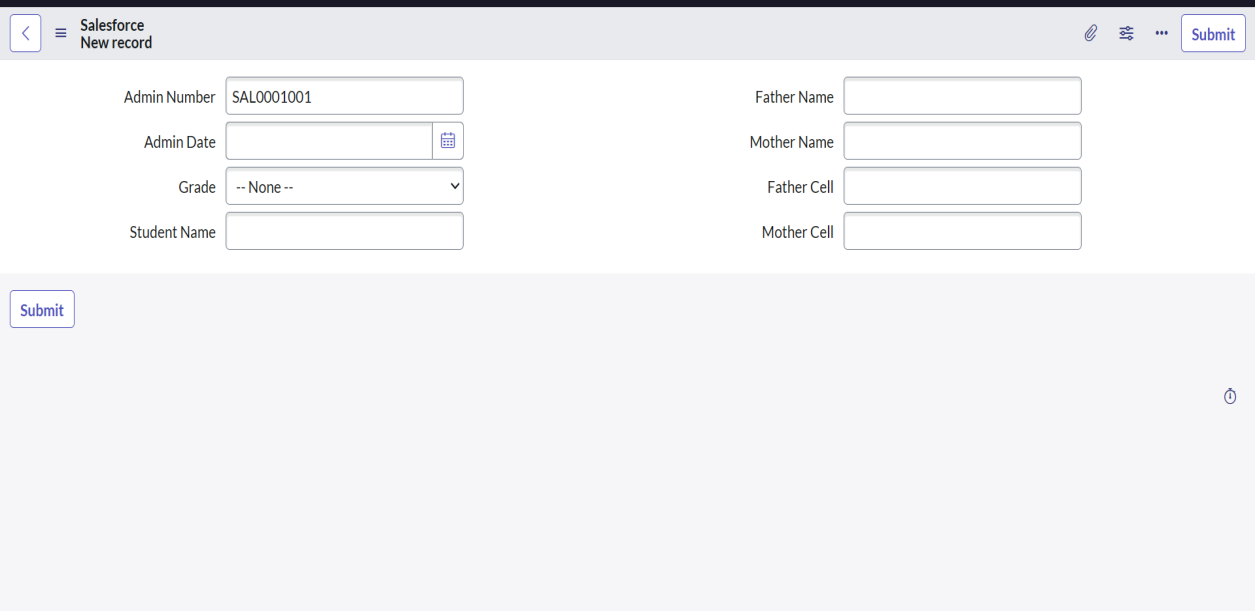 Salesforce
New record
Submit
Admin Number SAL0001001
Admin Date
Grade -- None --
Student Name
Father Name
Mother Name
Father Cell
Mother Cell
Submit